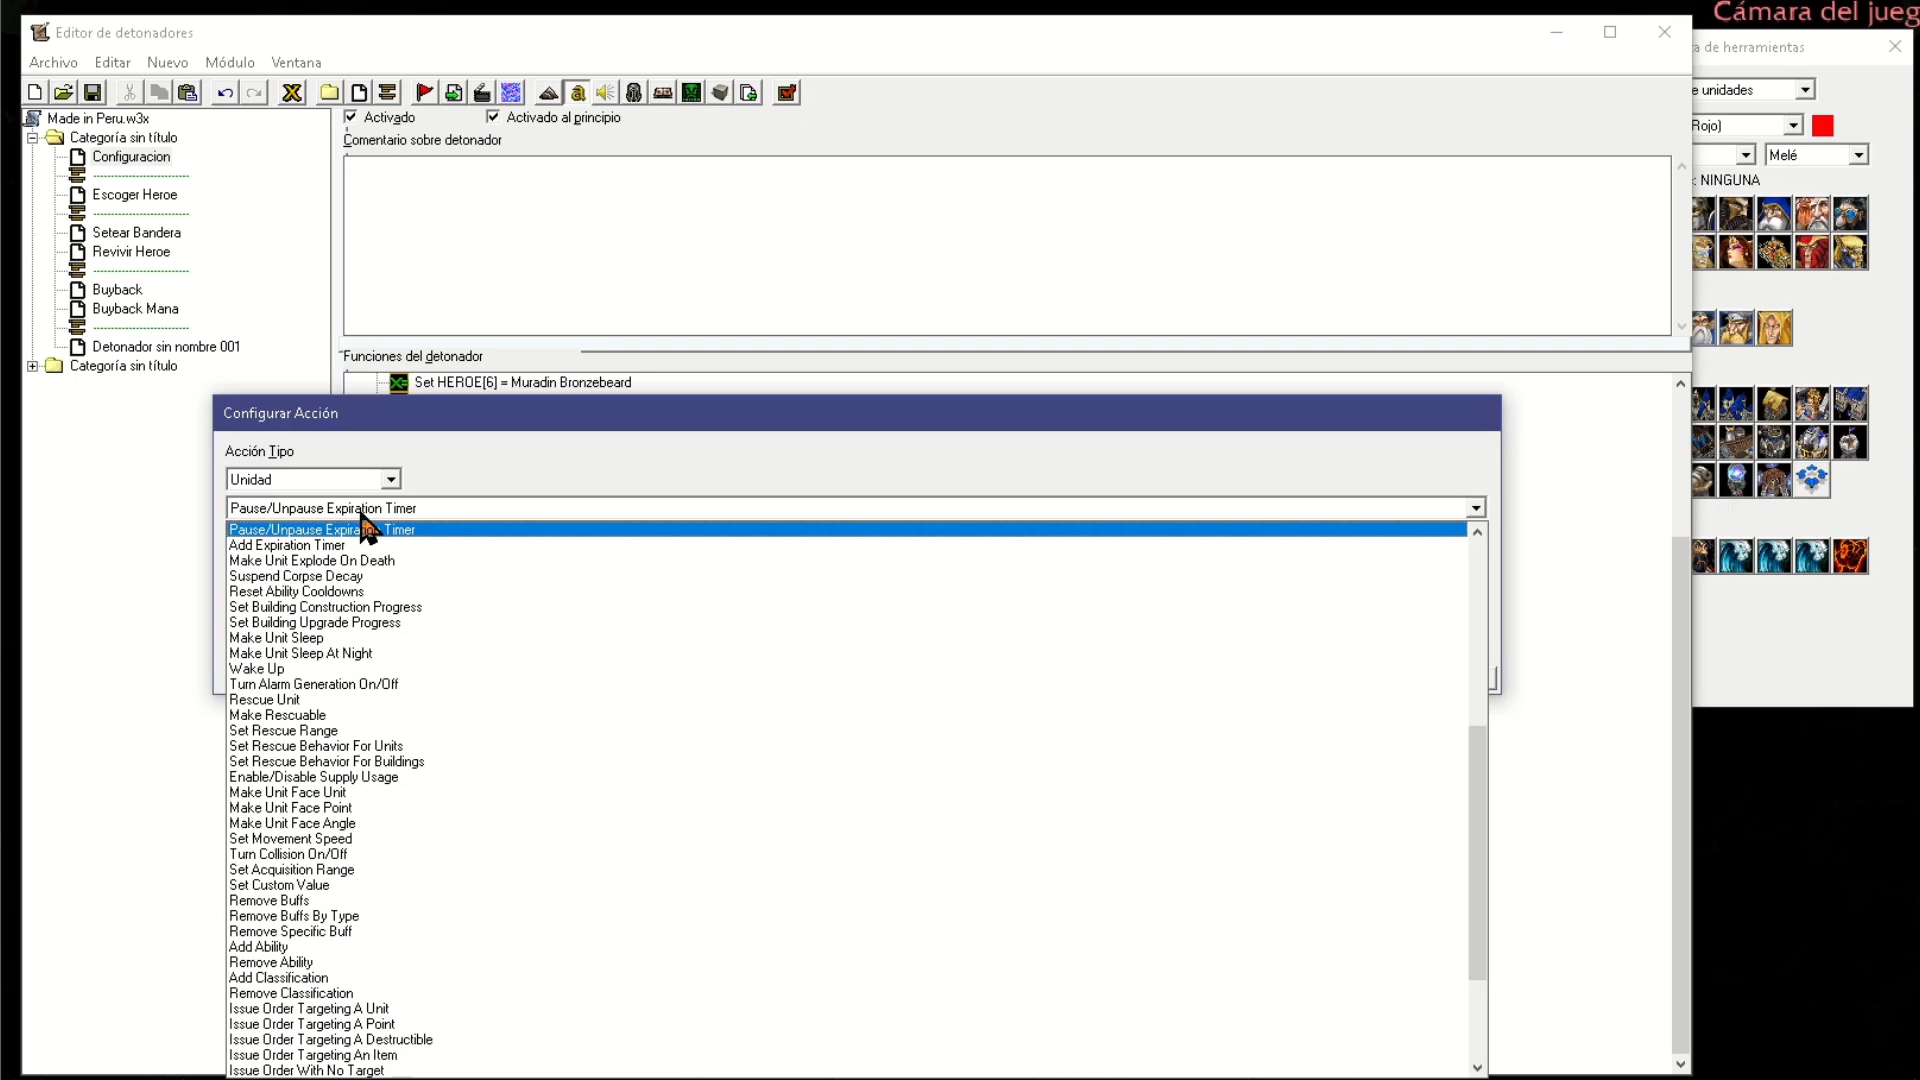 Cámara del jueg
Editor de detonadores
a de herramientas
Archivo Editar Nuevo Módulo Ventana
e unidades
Made in Peru.w3x
Activado
Activado al principio
Rojo)
Categoría sin título
Comentario sobre detonador
Configuracion
Melé
: NINGUNA
Escoger Heroe
Setear Bandera
Revivir Heroe
Buyback
Buyback Mana
Detonador sin nombre 001
Funciones del detonador
Categoría sin título
Set HEROE[6] = Muradin Bronzebeard
Configurar Acción
Acción Tipo
Unidad
Pause/Unpause Expiration Timer
Pause/Unpause Expiration Timer
Add Expiration Timer
Make Unit Explode On Death
Suspend Corpse Decay
Reset Ability Cooldowns
Set Building Construction Progress
Set Building Upgrade Progress
Make Unit Sleep
Make Unit Sleep At Night
Wake Up
Turn Alarm Generation On/Off
Rescue Unit
Make Rescuable
Set Rescue Range
Set Rescue Behavior For Units
Set Rescue Behavior For Buildings
Enable/Disable Supply Usage
Make Unit Face Unit
Make Unit Face Point
Make Unit Face Angle
Set Movement Speed
Turn Collision On/Off
Set Acquisition Range
Set Custom Value
Remove Buffs
Remove Buffs By Type
Remove Specific Buff
Add Ability
Remove Ability
Add Classification
Remove Classification
Issue Order Targeting A Unit
Issue Order Targeting A Point
Issue Order Targeting A Destructible
Issue Order Targeting An Item
Issue Order With No Target